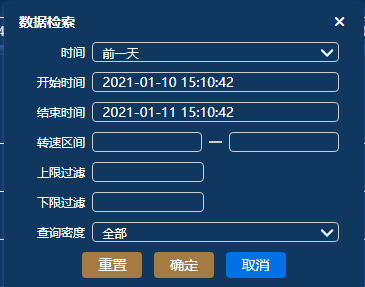 数据检索 ×
时间 前一天
开始时间 2021-01-10 15:10:42
结束时间 2021-01-11 15:10:42
转速区间 —
上限过滤
下限过滤
查询密度 全部
重置 确定 取消